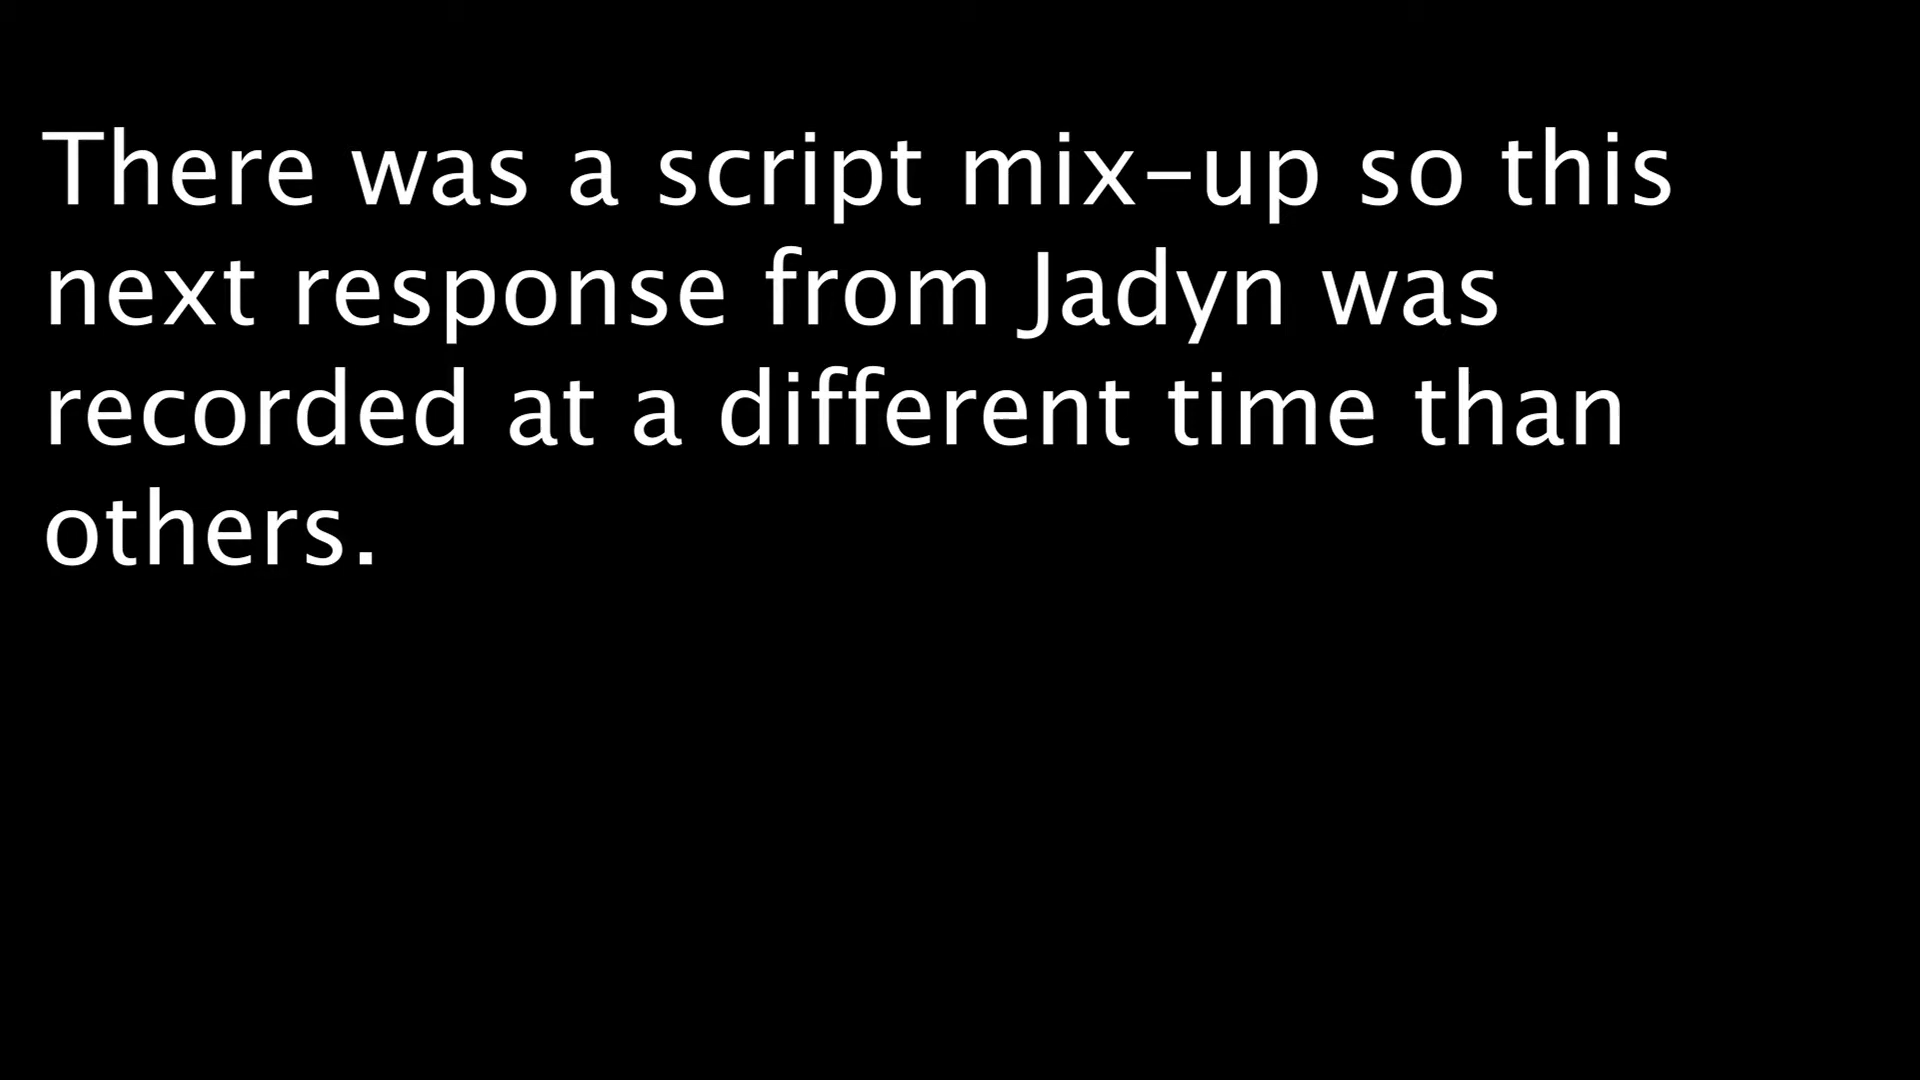 There was a script mix-up so this
next response from Jadyn was
recorded at a different time than
others.